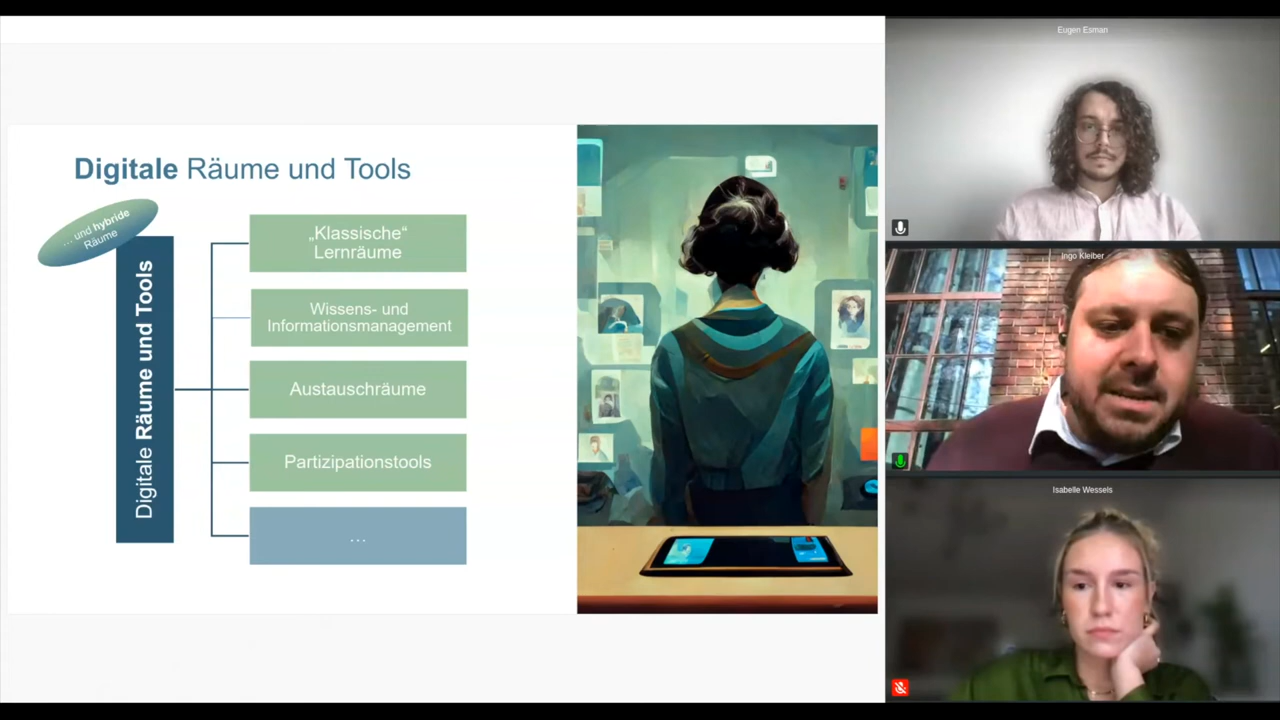 Digitale Räume und Tools
... und hybride
Räume
Digitale Räume und Tools
„Klassische“
Lernräume
Wissens- und
Informationsmanagement
Austauschräume
Partizipationstools
...
Eugen Esman
Ingo Kleiber
Isabelle Wessels